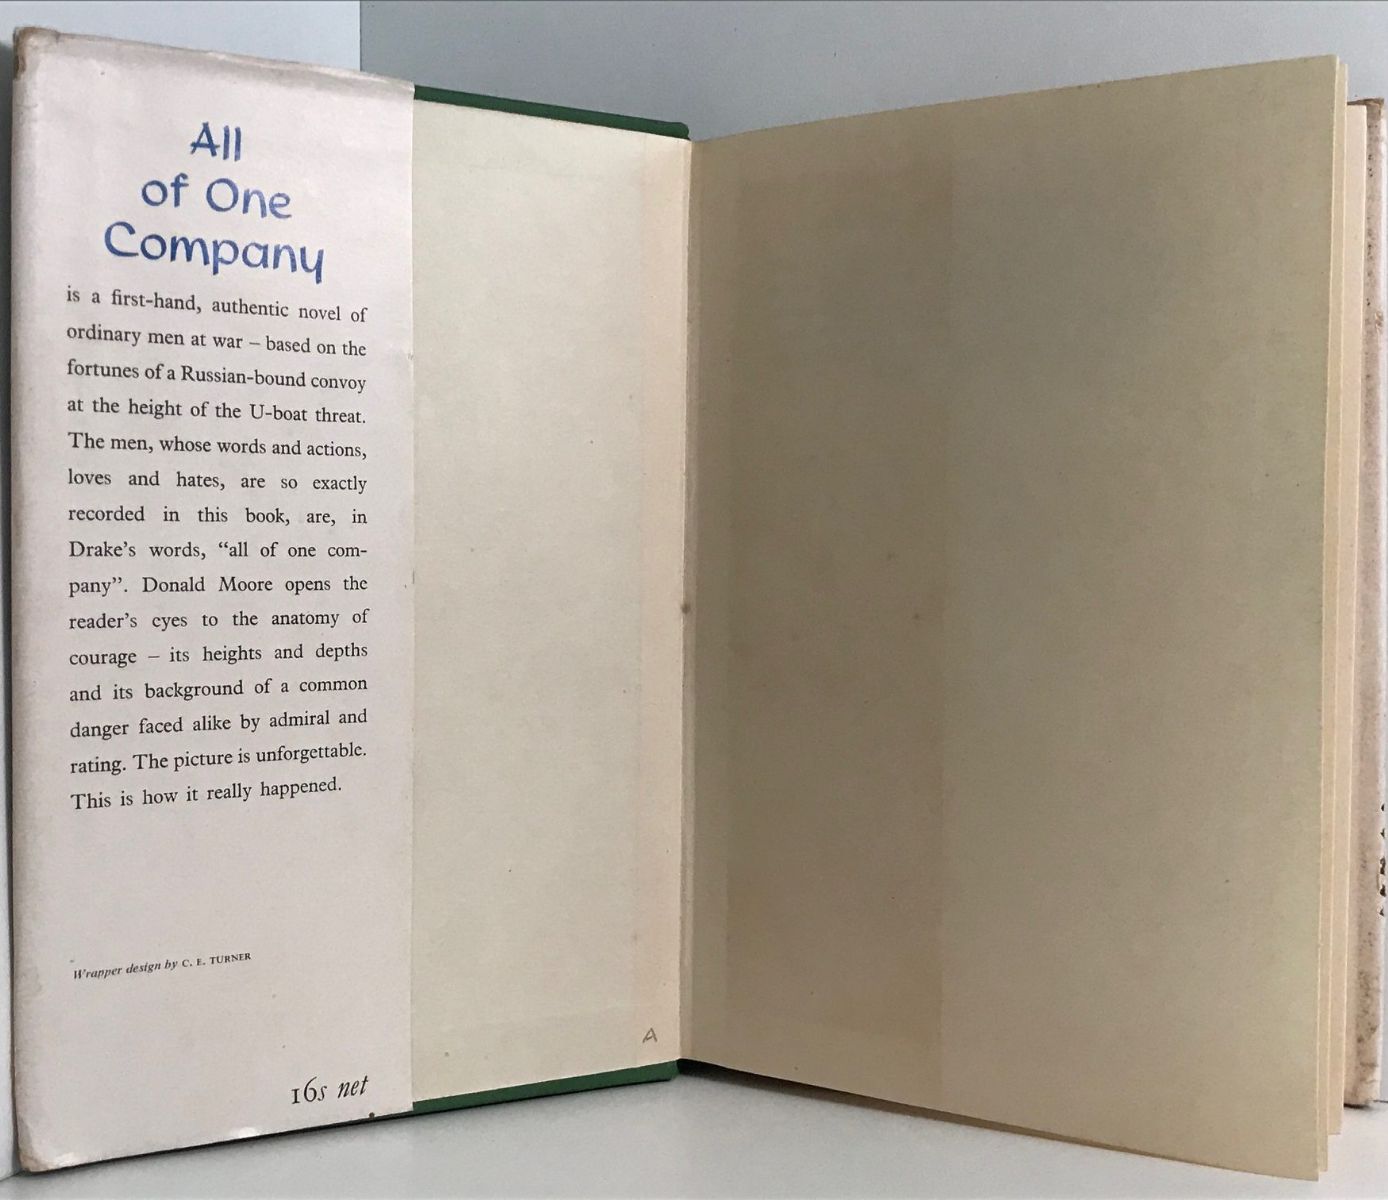 All
of One
Company
is a first-hand, authentic novel of
ordinary men at war – based on the
fortunes of a Russian-bound convoy
at the height of the U-boat threat.
The men, whose words and actions,
loves and hates, are so exactly
recorded in this book, are, in
Drake’s words, “all of one com-
pany”. Donald Moore opens the
reader’s eyes to the anatomy of
courage – its heights and depths
and its background of a common
danger faced alike by admiral and
rating. The picture is unforgettable.
This is how it really happened.
Wrapper design by C. E. TURNER
16s net
A